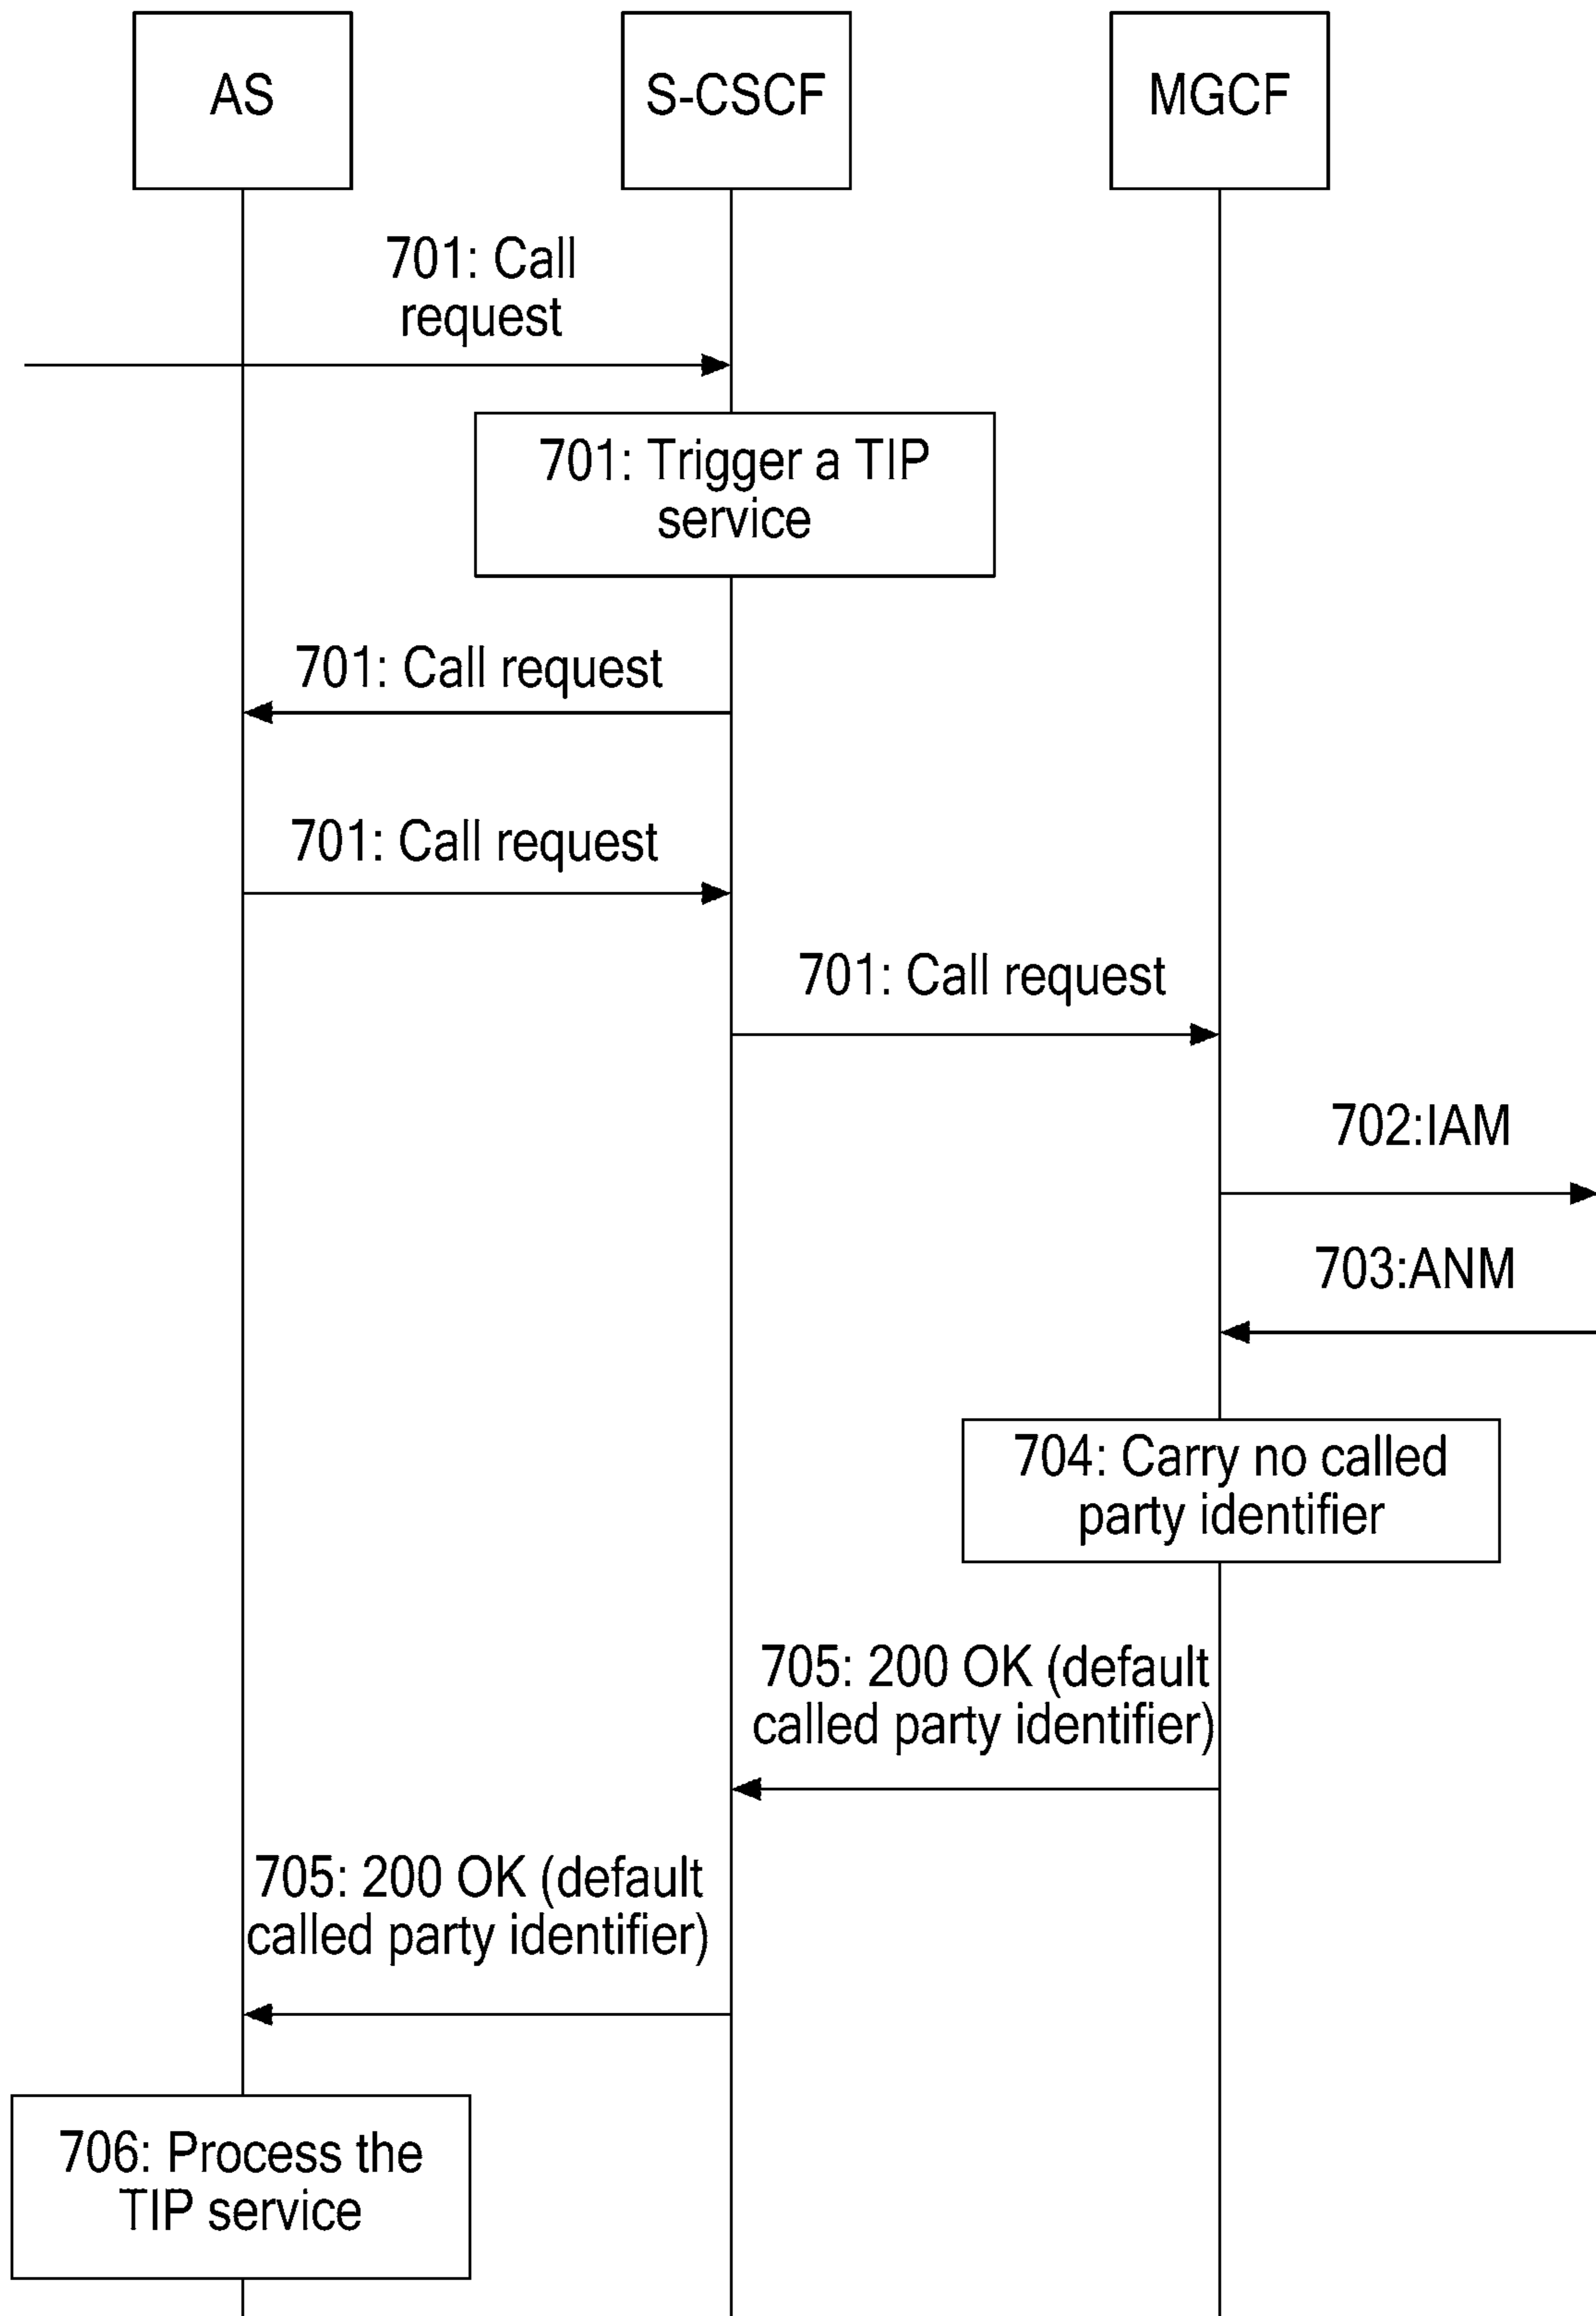 AS
S-CSCF
MGCF
701: Call
request
701: Trigger a TIP
service
701: Call request
701: Call request
701: Call request
702:IAM
703:ANM
704: Carry no called
party identifier
705: 200 OK (default
called party identifier)
705: 200 OK (default
called party identifier)
706: Process the
TIP service